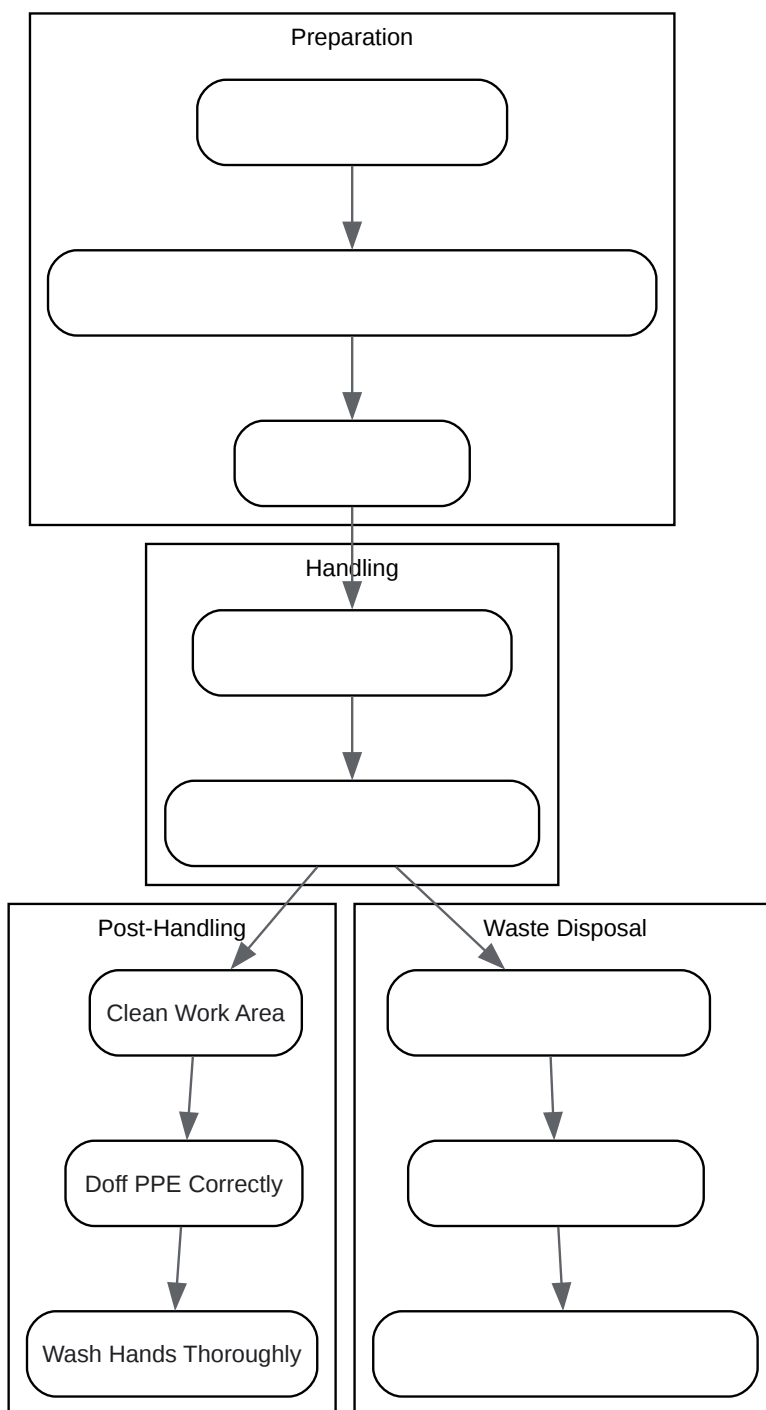 Preparation
Handling
Post-Handling
Waste Disposal
Clean Work Area
Doff PPE Correctly
Wash Hands Thoroughly